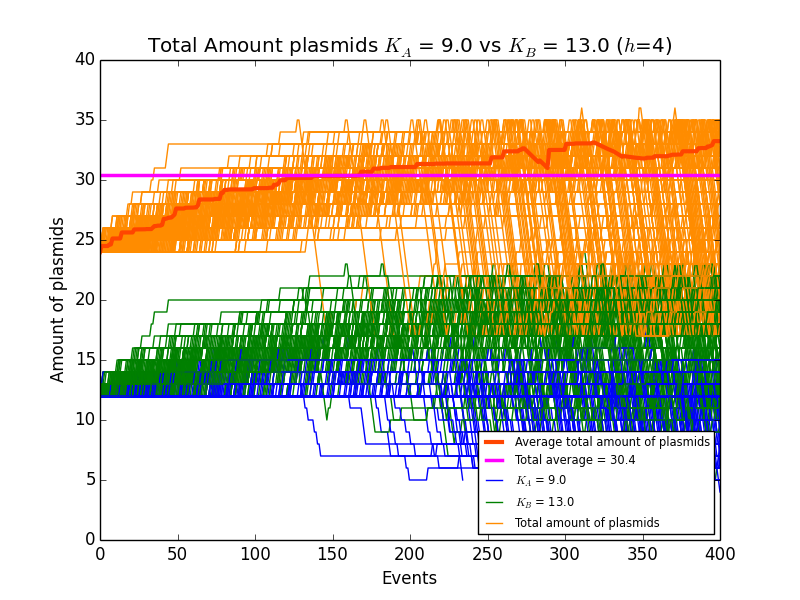 Total Amount plasmids K_A = 9.0 vs K_B = 13.0 (h=4)
40
35
30
25
20
15
10
5
0
Amount of plasmids
Average total amount of plasmids
Total average = 30.4
K_A = 9.0
K_B = 13.0
Total amount of plasmids
0 50 100 150 200 250 300 350 400
Events